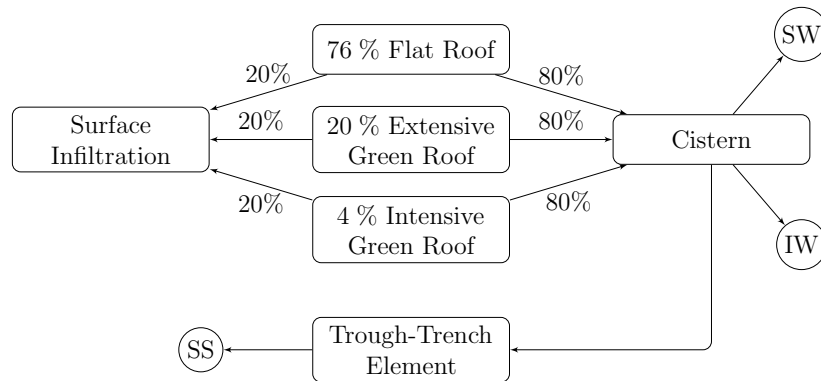 SW
76 % Flat Roof
20%
80%
Surface
Infiltration
20%
20 % Extensive
Green Roof
80%
Cistern
20%
4 % Intensive
Green Roof
80%
IW
SS
Trough-Trench
Element